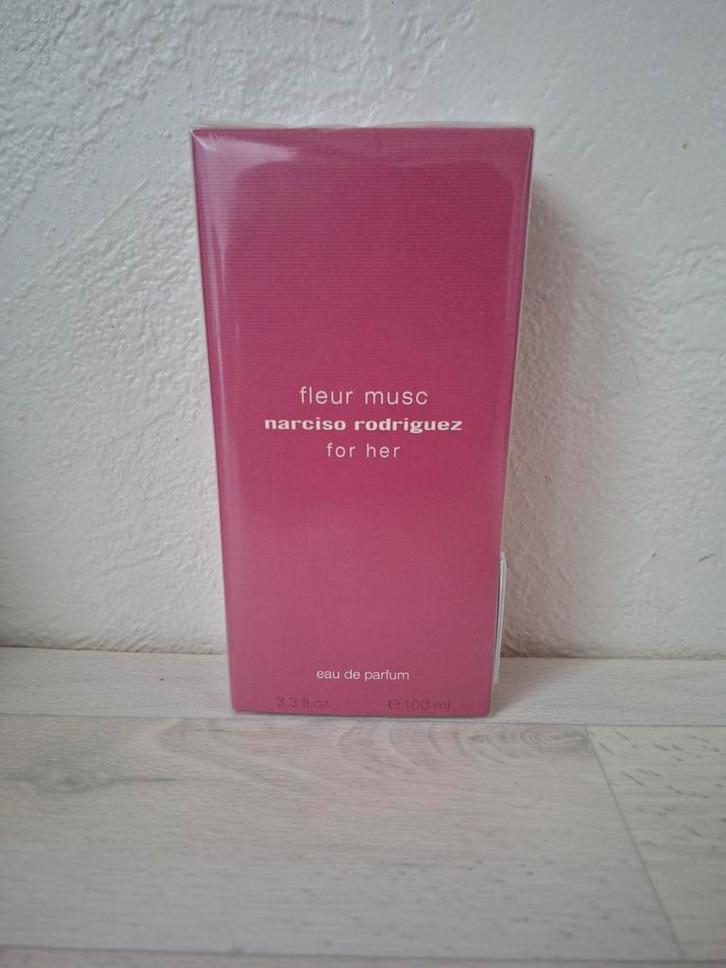 fleur musc
narciso rodriguez
for her
eau de parfum
3.3 fl.oz. ℮ 100 ml